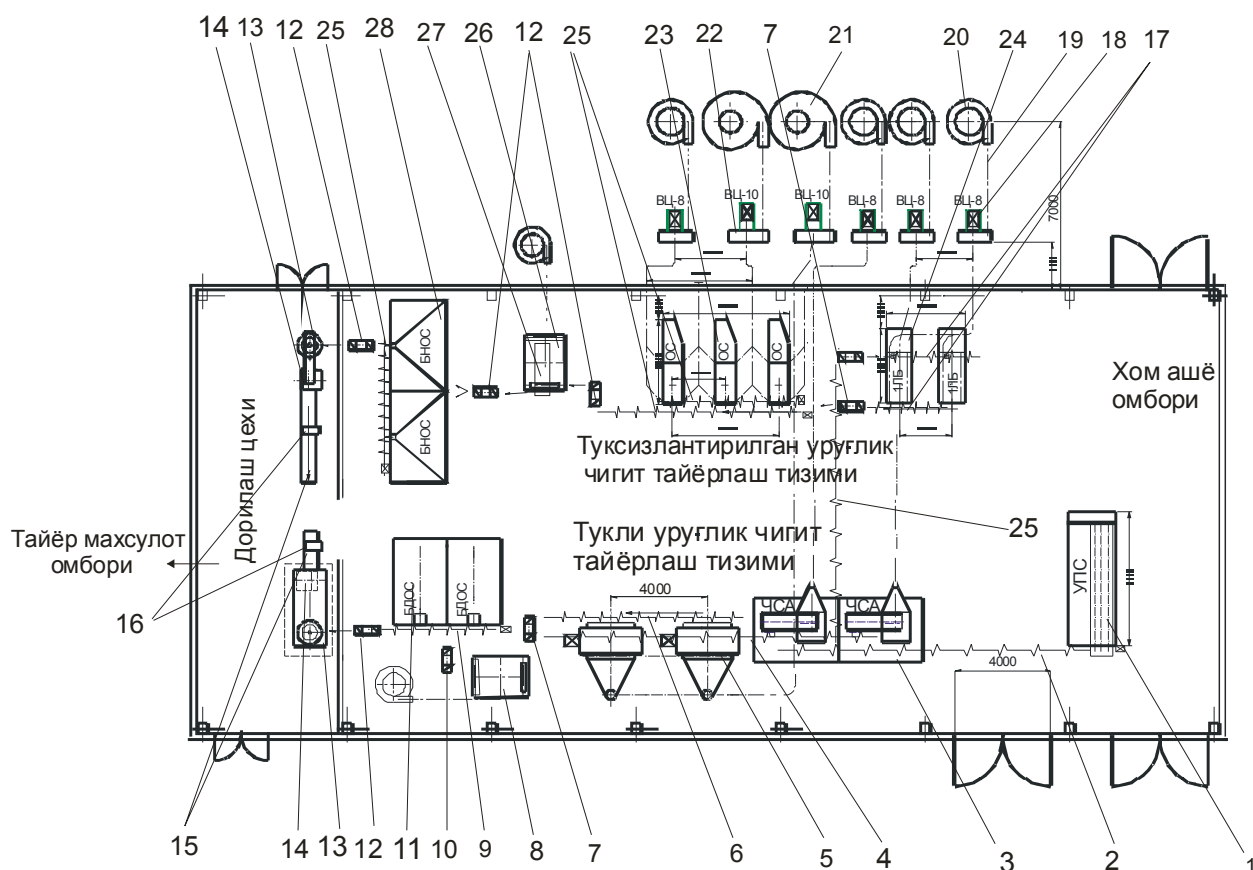 14 13 12 25 28 27 26 12 25 23 22 7 21 20 24 19 18 17
ВЦ-8 ВЦ-10 ВЦ-10 ВЦ-8 ВЦ-8 ВЦ-8
7000
БНОС
БНОС
ОС ОС ОС
1ЛБ 1ЛБ
Хом ашё
омбори
Дорилаш цехи
Туксизлантирилган уруғлик
чигит тайёрлаш тизими
Тукли уруғлик чигит
тайёрлаш тизими
25
Тайёр махсулот
омбори
16
БДОС БДОС
4000
ЧСА ЧСА
УПС
4000
15 14 13 12 11 10 9 8 7 6 5 4 3 2 1